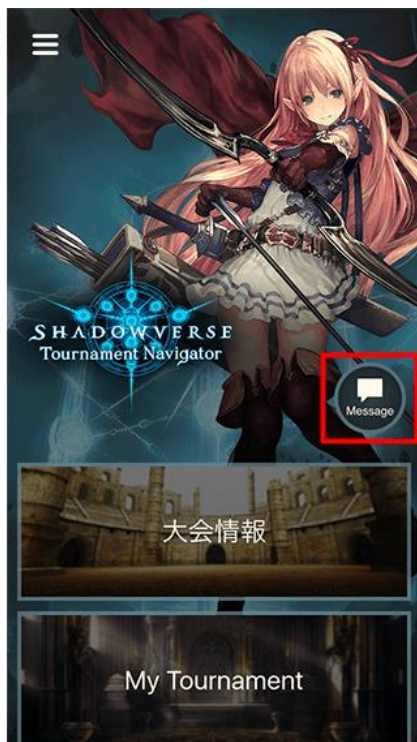 SHADOWVERSE
Tournament Navigator
Message
大会情報
My Tournament